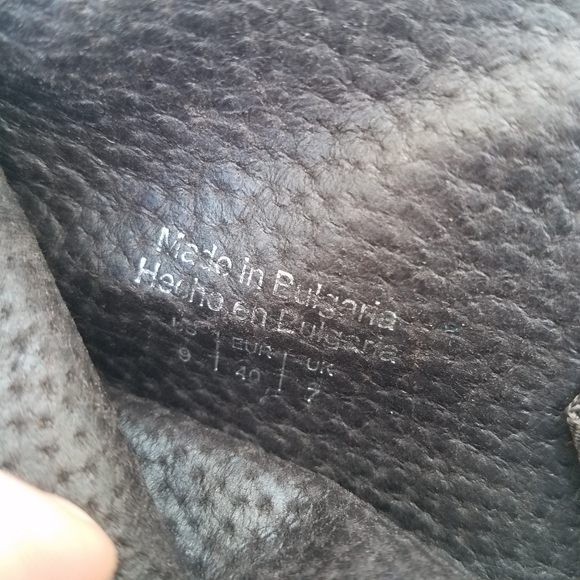 Made in Bulgaria
Hecho en Bulgaria
US | EUR | UK
9 | 40 | 7